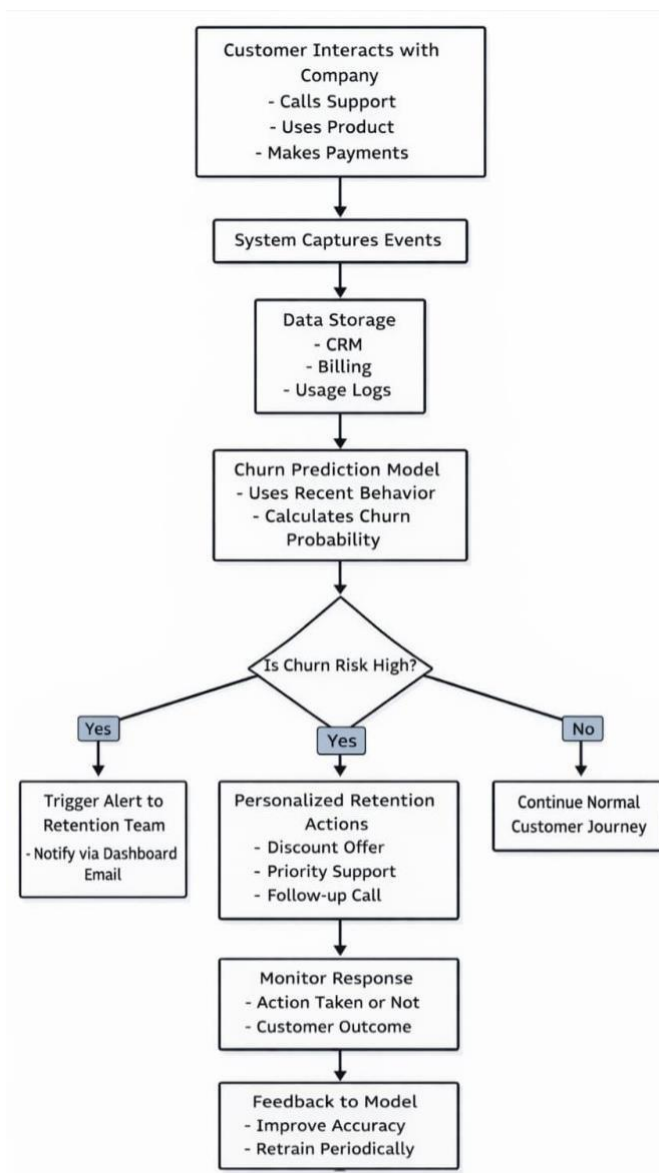 Customer Interacts with
Company
- Calls Support
- Uses Product
- Makes Payments
System Captures Events
Data Storage
- CRM
- Billing
- Usage Logs
Churn Prediction Model
- Uses Recent Behavior
- Calculates Churn
Probability
Is Churn Risk High?
Yes
Yes
No
Trigger Alert to
Retention Team
- Notify via Dashboard
Email
Personalized Retention
Actions
- Discount Offer
- Priority Support
- Follow-up Call
Continue Normal
Customer Journey
Monitor Response
- Action Taken or Not
- Customer Outcome
Feedback to Model
- Improve Accuracy
- Retrain Periodically